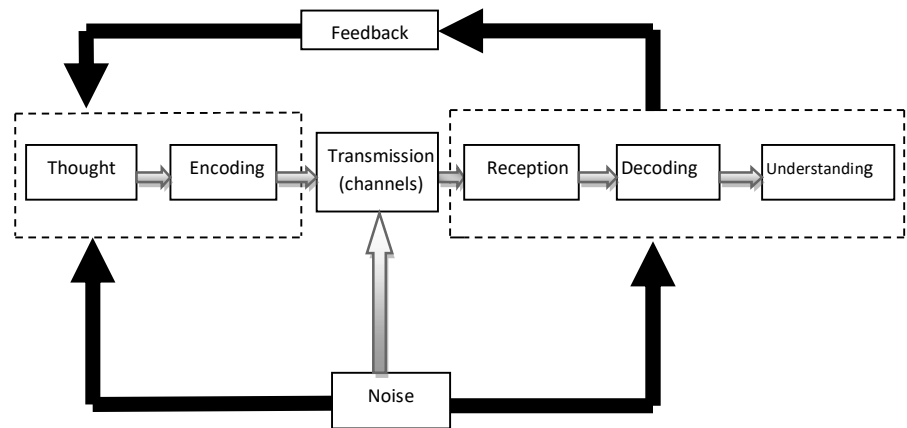 Feedback
Thought
Encoding
Transmission
(channels)
Reception
Decoding
Understanding
Noise